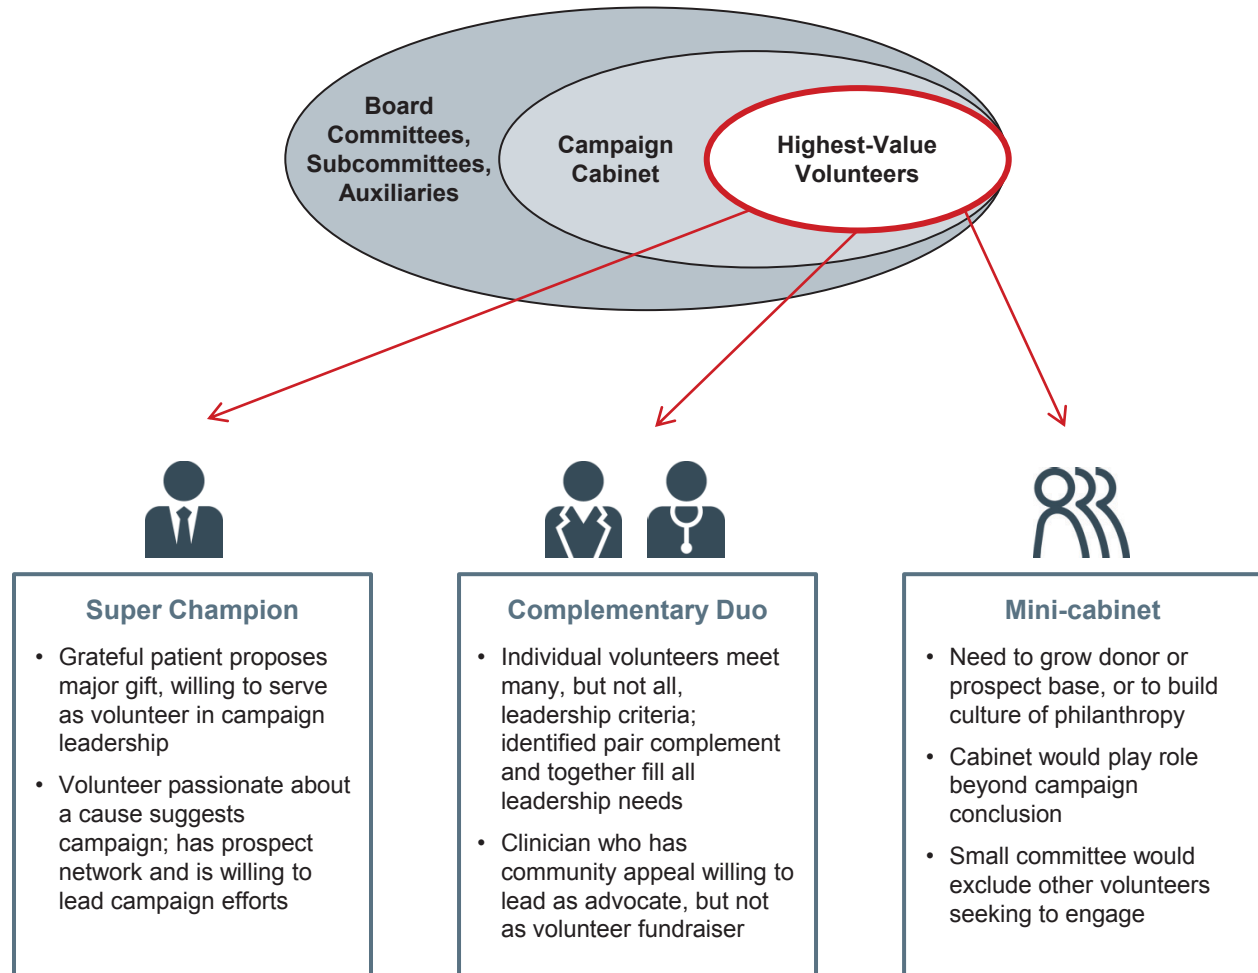 Board
Committees,
Subcommittees,
Auxiliaries
Campaign
Cabinet
Highest-Value
Volunteers
Super Champion
• Grateful patient proposes
major gift, willing to serve
as volunteer in campaign
leadership
• Volunteer passionate about
a cause suggests
campaign; has prospect
network and is willing to
lead campaign efforts
Complementary Duo
• Individual volunteers meet
many, but not all,
leadership criteria;
identified pair complement
and together fill all
leadership needs
• Clinician who has
community appeal willing to
lead as advocate, but not
as volunteer fundraiser
Mini-cabinet
• Need to grow donor or
prospect base, or to build
culture of philanthropy
• Cabinet would play role
beyond campaign
conclusion
• Small committee would
exclude other volunteers
seeking to engage